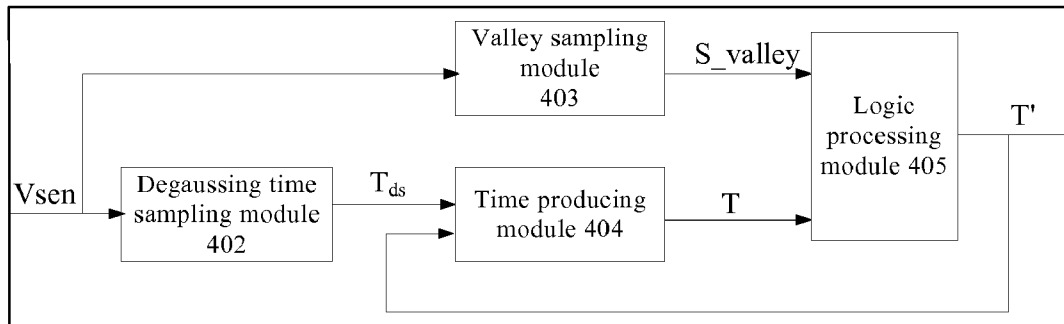 Valley sampling
module
403
S_valley
Logic
processing
module 405
T'
Vsen
Degaussing time
sampling module
402
T_ds
Time producing
module 404
T